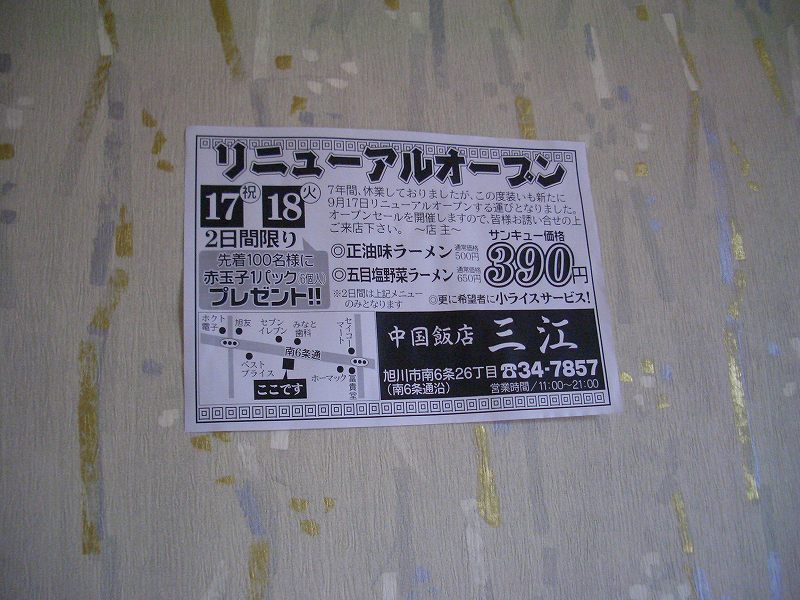 リニューアルオープン
17祝 18火
2日間限り
7年間、休業しておりましたが、この度装いも新たに
9月17日リニューアルオープンする運びとなりました。
オープンセールを開催しますので、皆様お誘い合せの上
ご来店下さい。 〜店 主〜
先着100名様に
赤玉子1パック(6個入)
プレゼント!!
◎正油味ラーメン 通常価格500円
◎五目塩野菜ラーメン 通常価格650円
サンキュー価格
390円
※2日間は上記メニュー
のみとなります
◎更に希望者に小ライスサービス!
ホクト電子
旭友
セブンイレブン
みなと歯科
セイコーマート
南6条通
ベストプライス
ホーマック
富貴堂
ここです
中国飯店 三江
旭川市南6条26丁目 ☎34-7857
(南6条通沿) 営業時間/11:00〜21:00